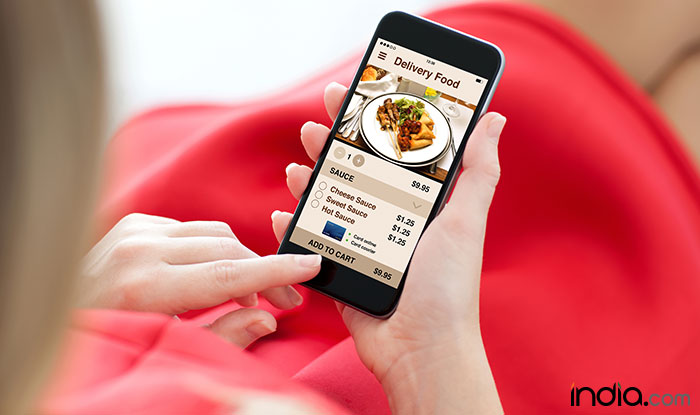 12:30
Delivery Food
1
$9.95
SAUCE
Cheese Sauce $1.25
Sweet Sauce $1.25
Hot Sauce $1.25
Card online
Card courier
ADD TO CART $9.95
india.com